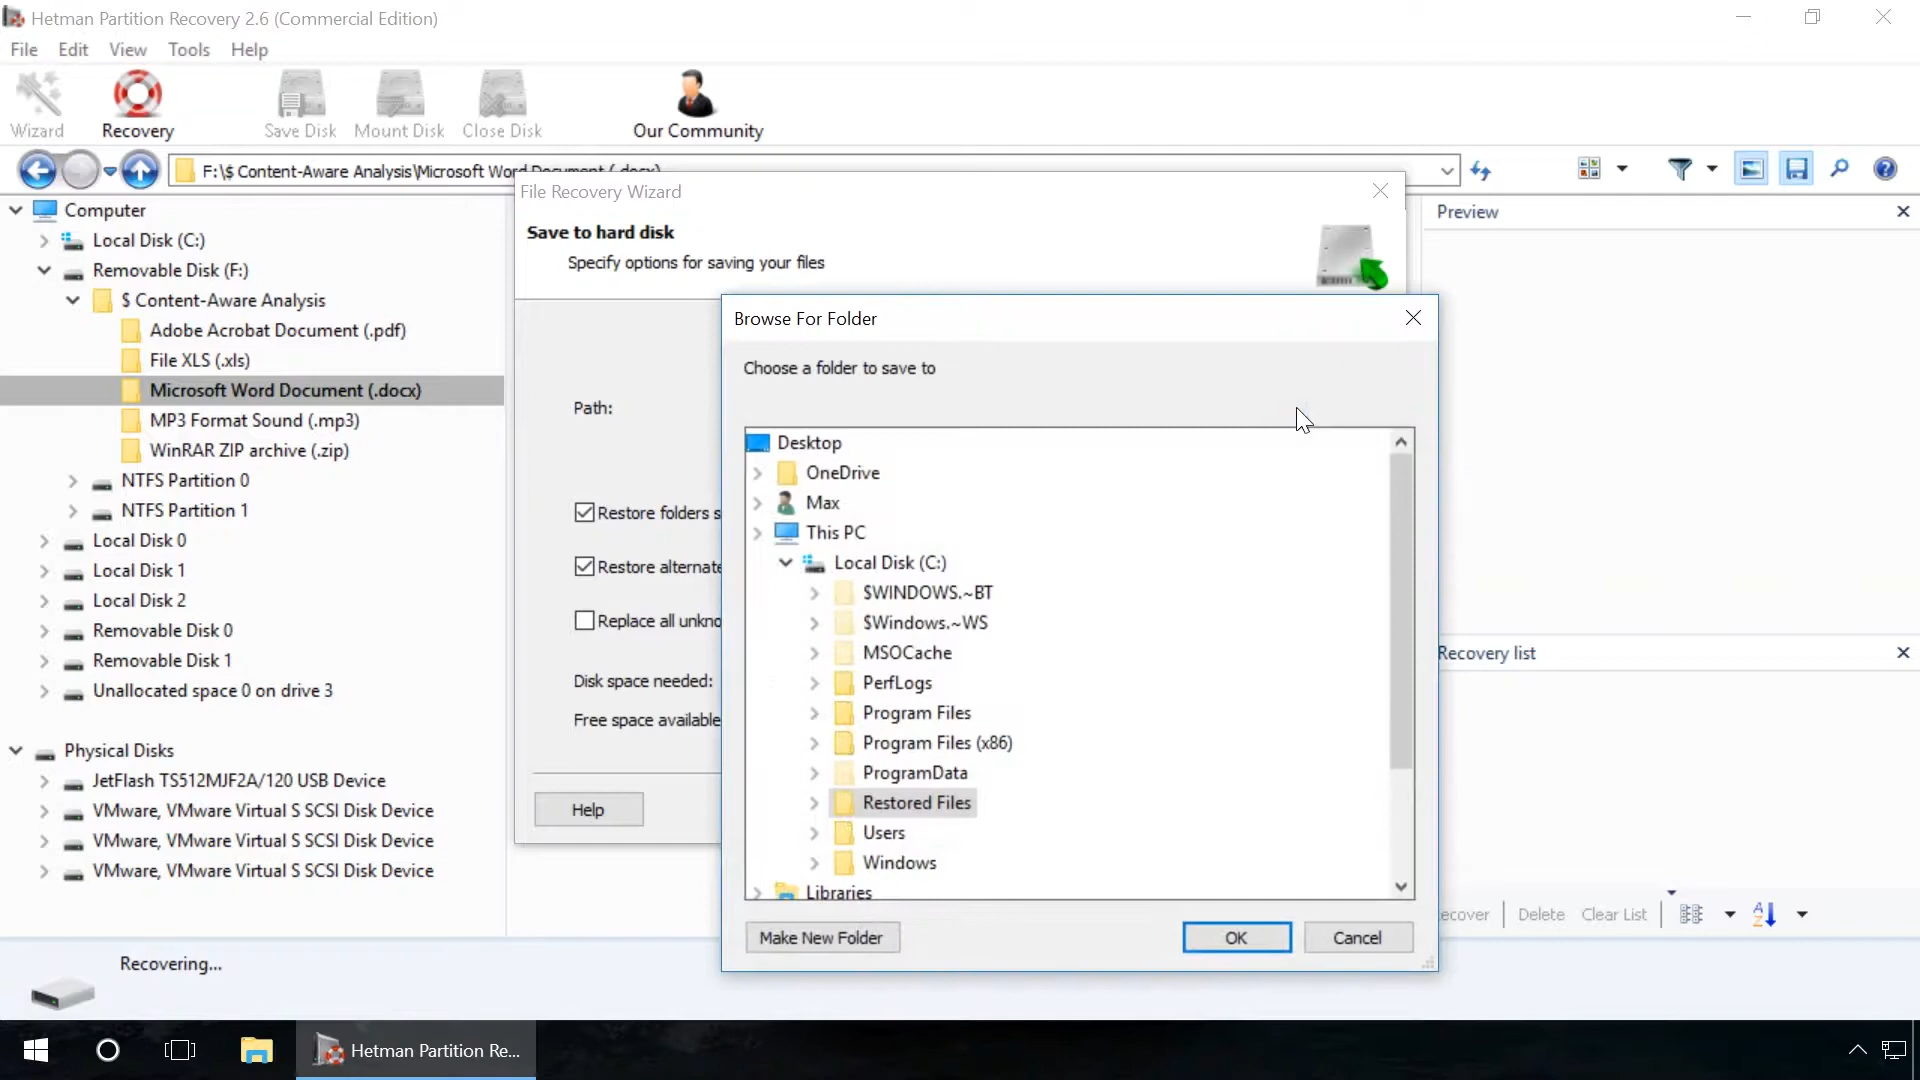 Hetman Partition Recovery 2.6 (Commercial Edition)
File Edit View Tools Help
Wizard Recovery Save Disk Mount Disk Close Disk Our Community
F:\$ Content-Aware Analysis\Microsoft Word Document (.docx)
Computer
Local Disk (C:)
Removable Disk (F:)
$ Content-Aware Analysis
Adobe Acrobat Document (.pdf)
File XLS (.xls)
Microsoft Word Document (.docx)
MP3 Format Sound (.mp3)
WinRAR ZIP archive (.zip)
NTFS Partition 0
NTFS Partition 1
Local Disk 0
Local Disk 1
Local Disk 2
Removable Disk 0
Removable Disk 1
Unallocated space 0 on drive 3
Physical Disks
JetFlash TS512MJF2A/120 USB Device
VMware, VMware Virtual S SCSI Disk Device
VMware, VMware Virtual S SCSI Disk Device
VMware, VMware Virtual S SCSI Disk Device
File Recovery Wizard
Save to hard disk
Specify options for saving your files
Path:
Restore folders s
Restore alternate
Replace all unkno
Disk space needed:
Free space available
Help
Browse For Folder
Choose a folder to save to
Desktop
OneDrive
Max
This PC
Local Disk (C:)
$WINDOWS.~BT
$Windows.~WS
MSOCache
PerfLogs
Program Files
Program Files (x86)
ProgramData
Restored Files
Users
Windows
Libraries
Make New Folder OK Cancel
Preview
Recovery list
ecover Delete Clear List
Recovering...
Hetman Partition Re...